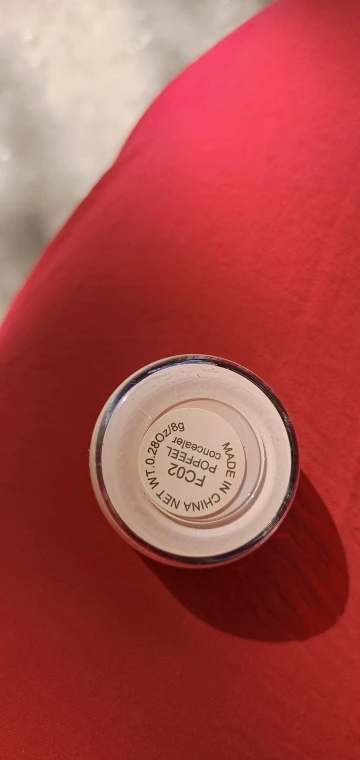 FC02
POPFEEL
concealer
MADE IN CHINA NET WT.0.28Oz/8g